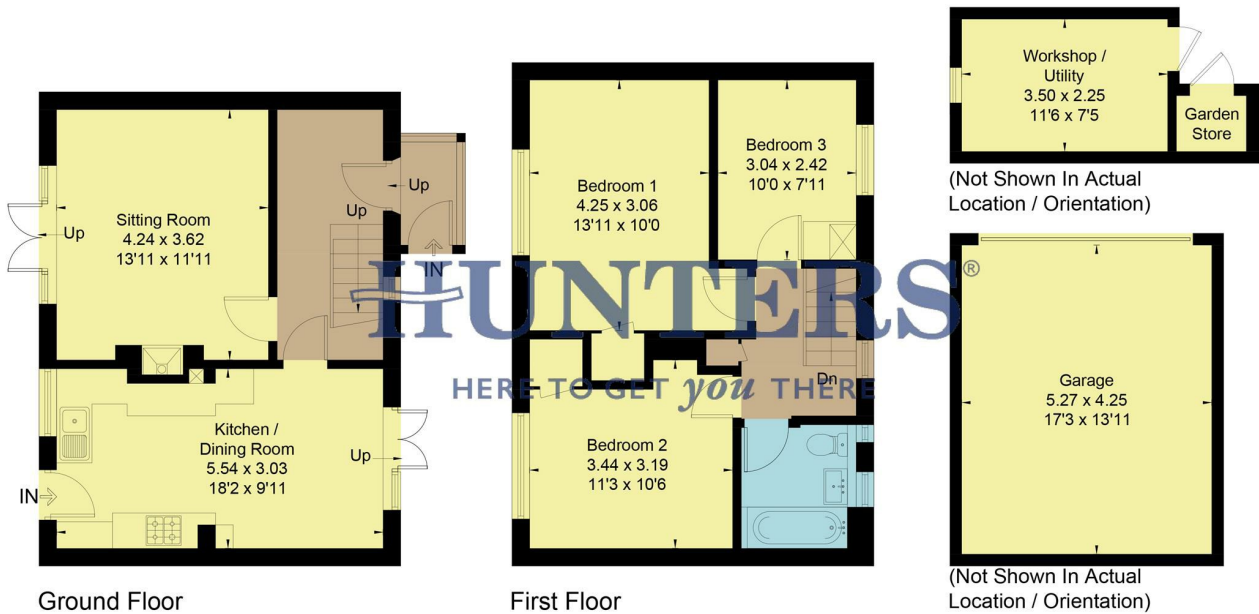 Sitting Room
4.24 x 3.62
13'11 x 11'11
Up
Up
Up
IN
Kitchen /
Dining Room
5.54 x 3.03
18'2 x 9'11
Up
IN
Ground Floor
Bedroom 1
4.25 x 3.06
13'11 x 10'0
Bedroom 3
3.04 x 2.42
10'0 x 7'11
Dn
Bedroom 2
3.44 x 3.19
11'3 x 10'6
First Floor
HUNTERS®
HERE TO GET you THERE
Workshop /
Utility
3.50 x 2.25
11'6 x 7'5
Garden
Store
(Not Shown In Actual
Location / Orientation)
Garage
5.27 x 4.25
17'3 x 13'11
(Not Shown In Actual
Location / Orientation)